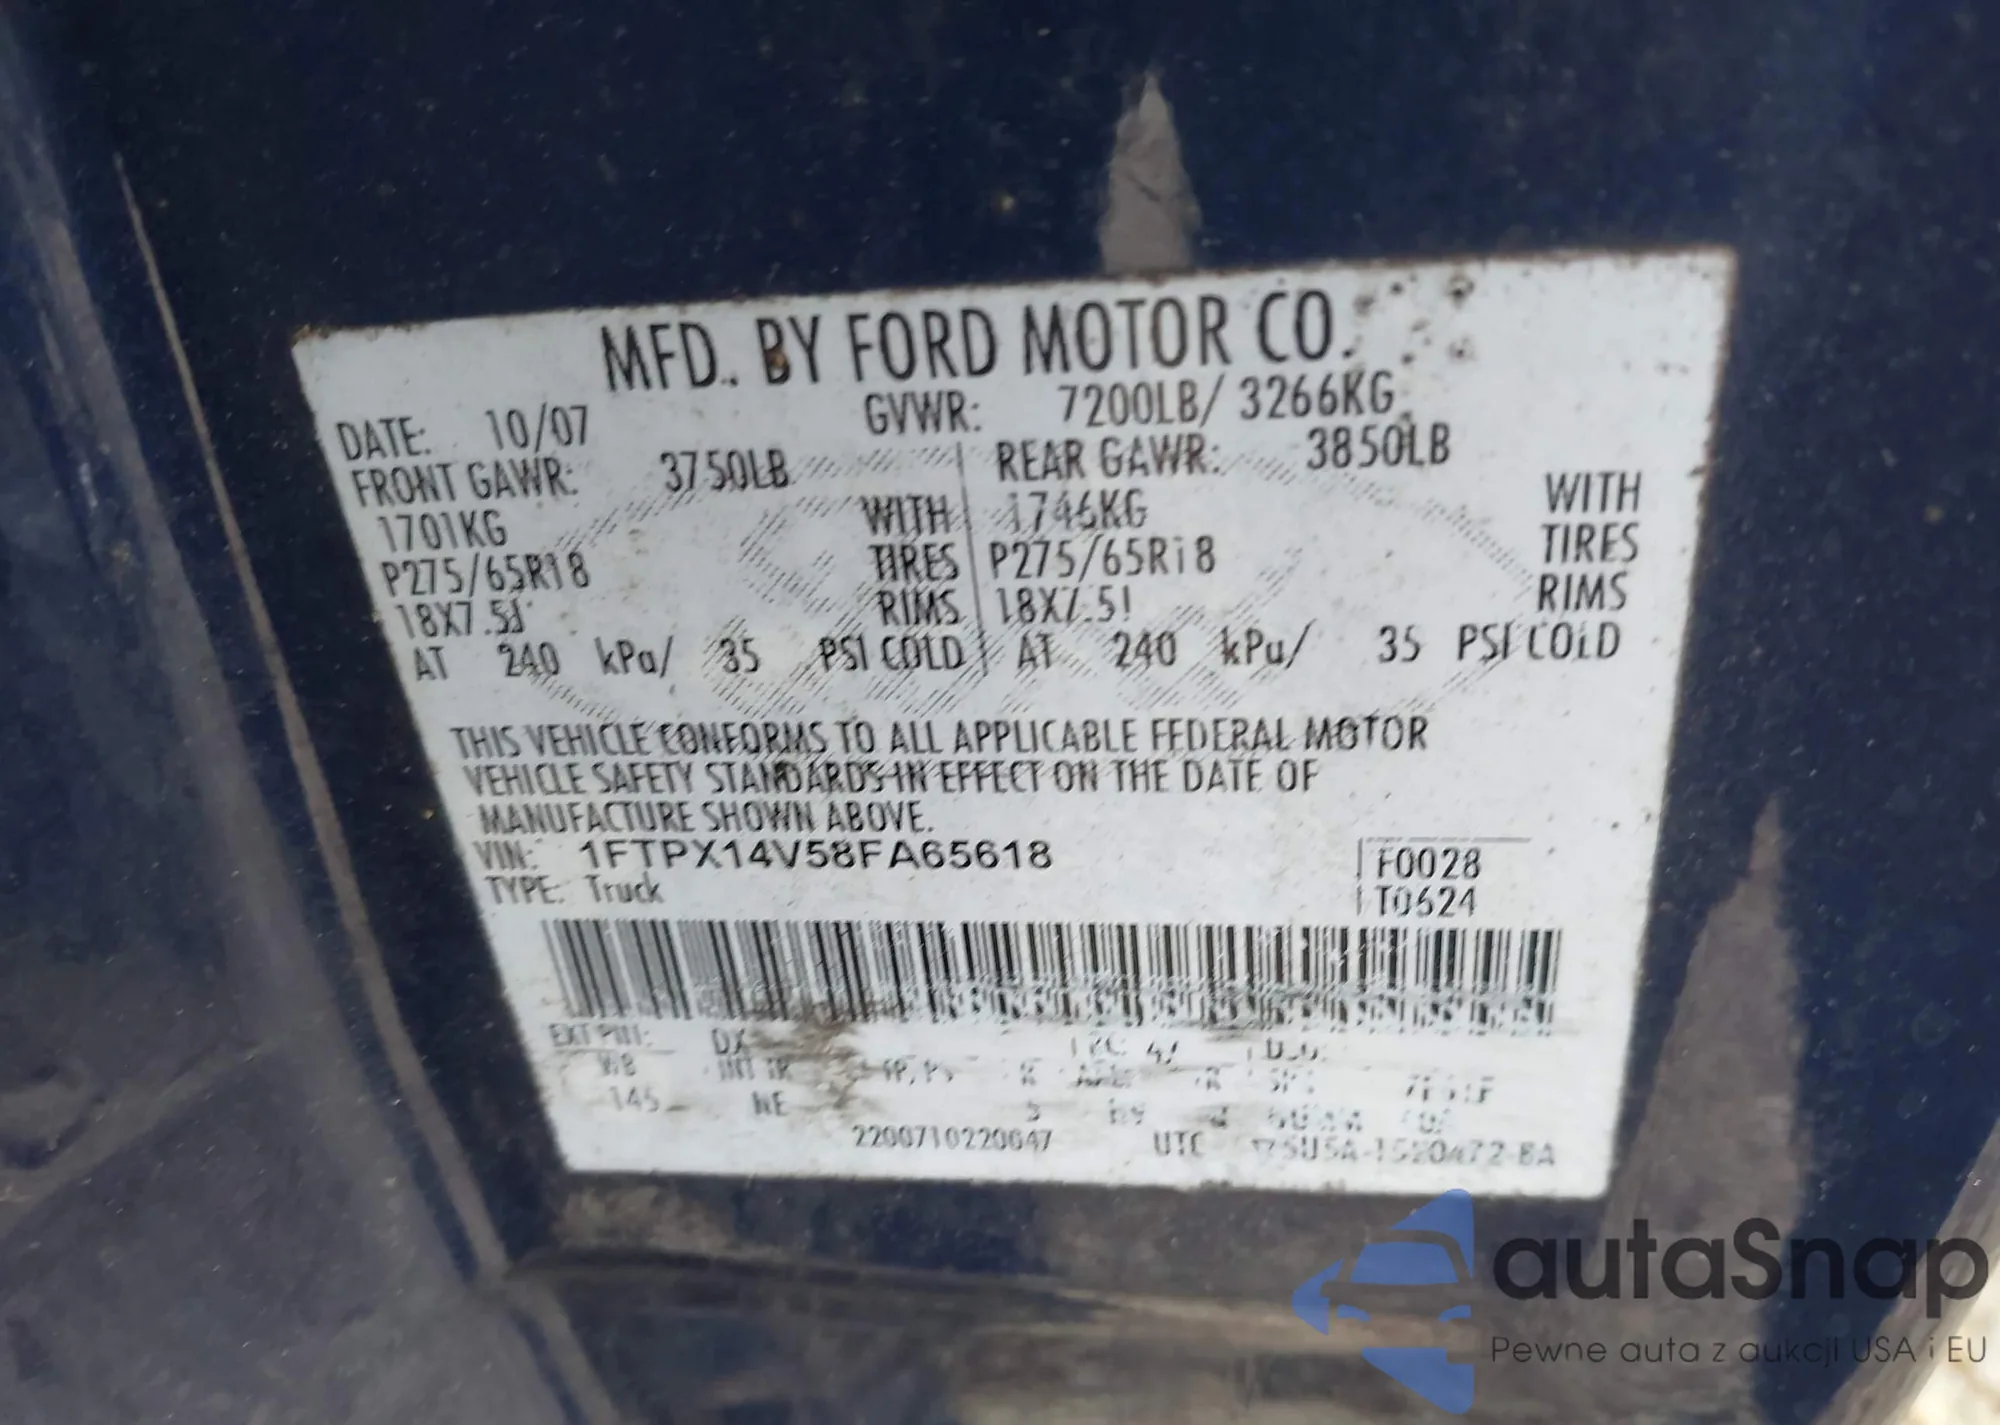 MFD. BY FORD MOTOR CO.
DATE: 10/07 GVWR: 7200LB/ 3266KG
FRONT GAWR: 3750LB REAR GAWR: 3850LB
1701KG WITH 1746KG WITH
P275/65R18 TIRES P275/65R18 TIRES
18X7.5J RIMS 18X7.5J RIMS
AT 240 kPa/ 35 PSI COLD AT 240 kPa/ 35 PSI COLD
THIS VEHICLE CONFORMS TO ALL APPLICABLE FEDERAL MOTOR
VEHICLE SAFETY STANDARDS IN EFFECT ON THE DATE OF
MANUFACTURE SHOWN ABOVE.
VIN: 1FTPX14V58FA65618 F0028
TYPE: Truck T0624
EXT PNT: DX
INT TR
145 NE
2200710220047 UTC
autaSnap
Pewne auta z aukcji USA i EU